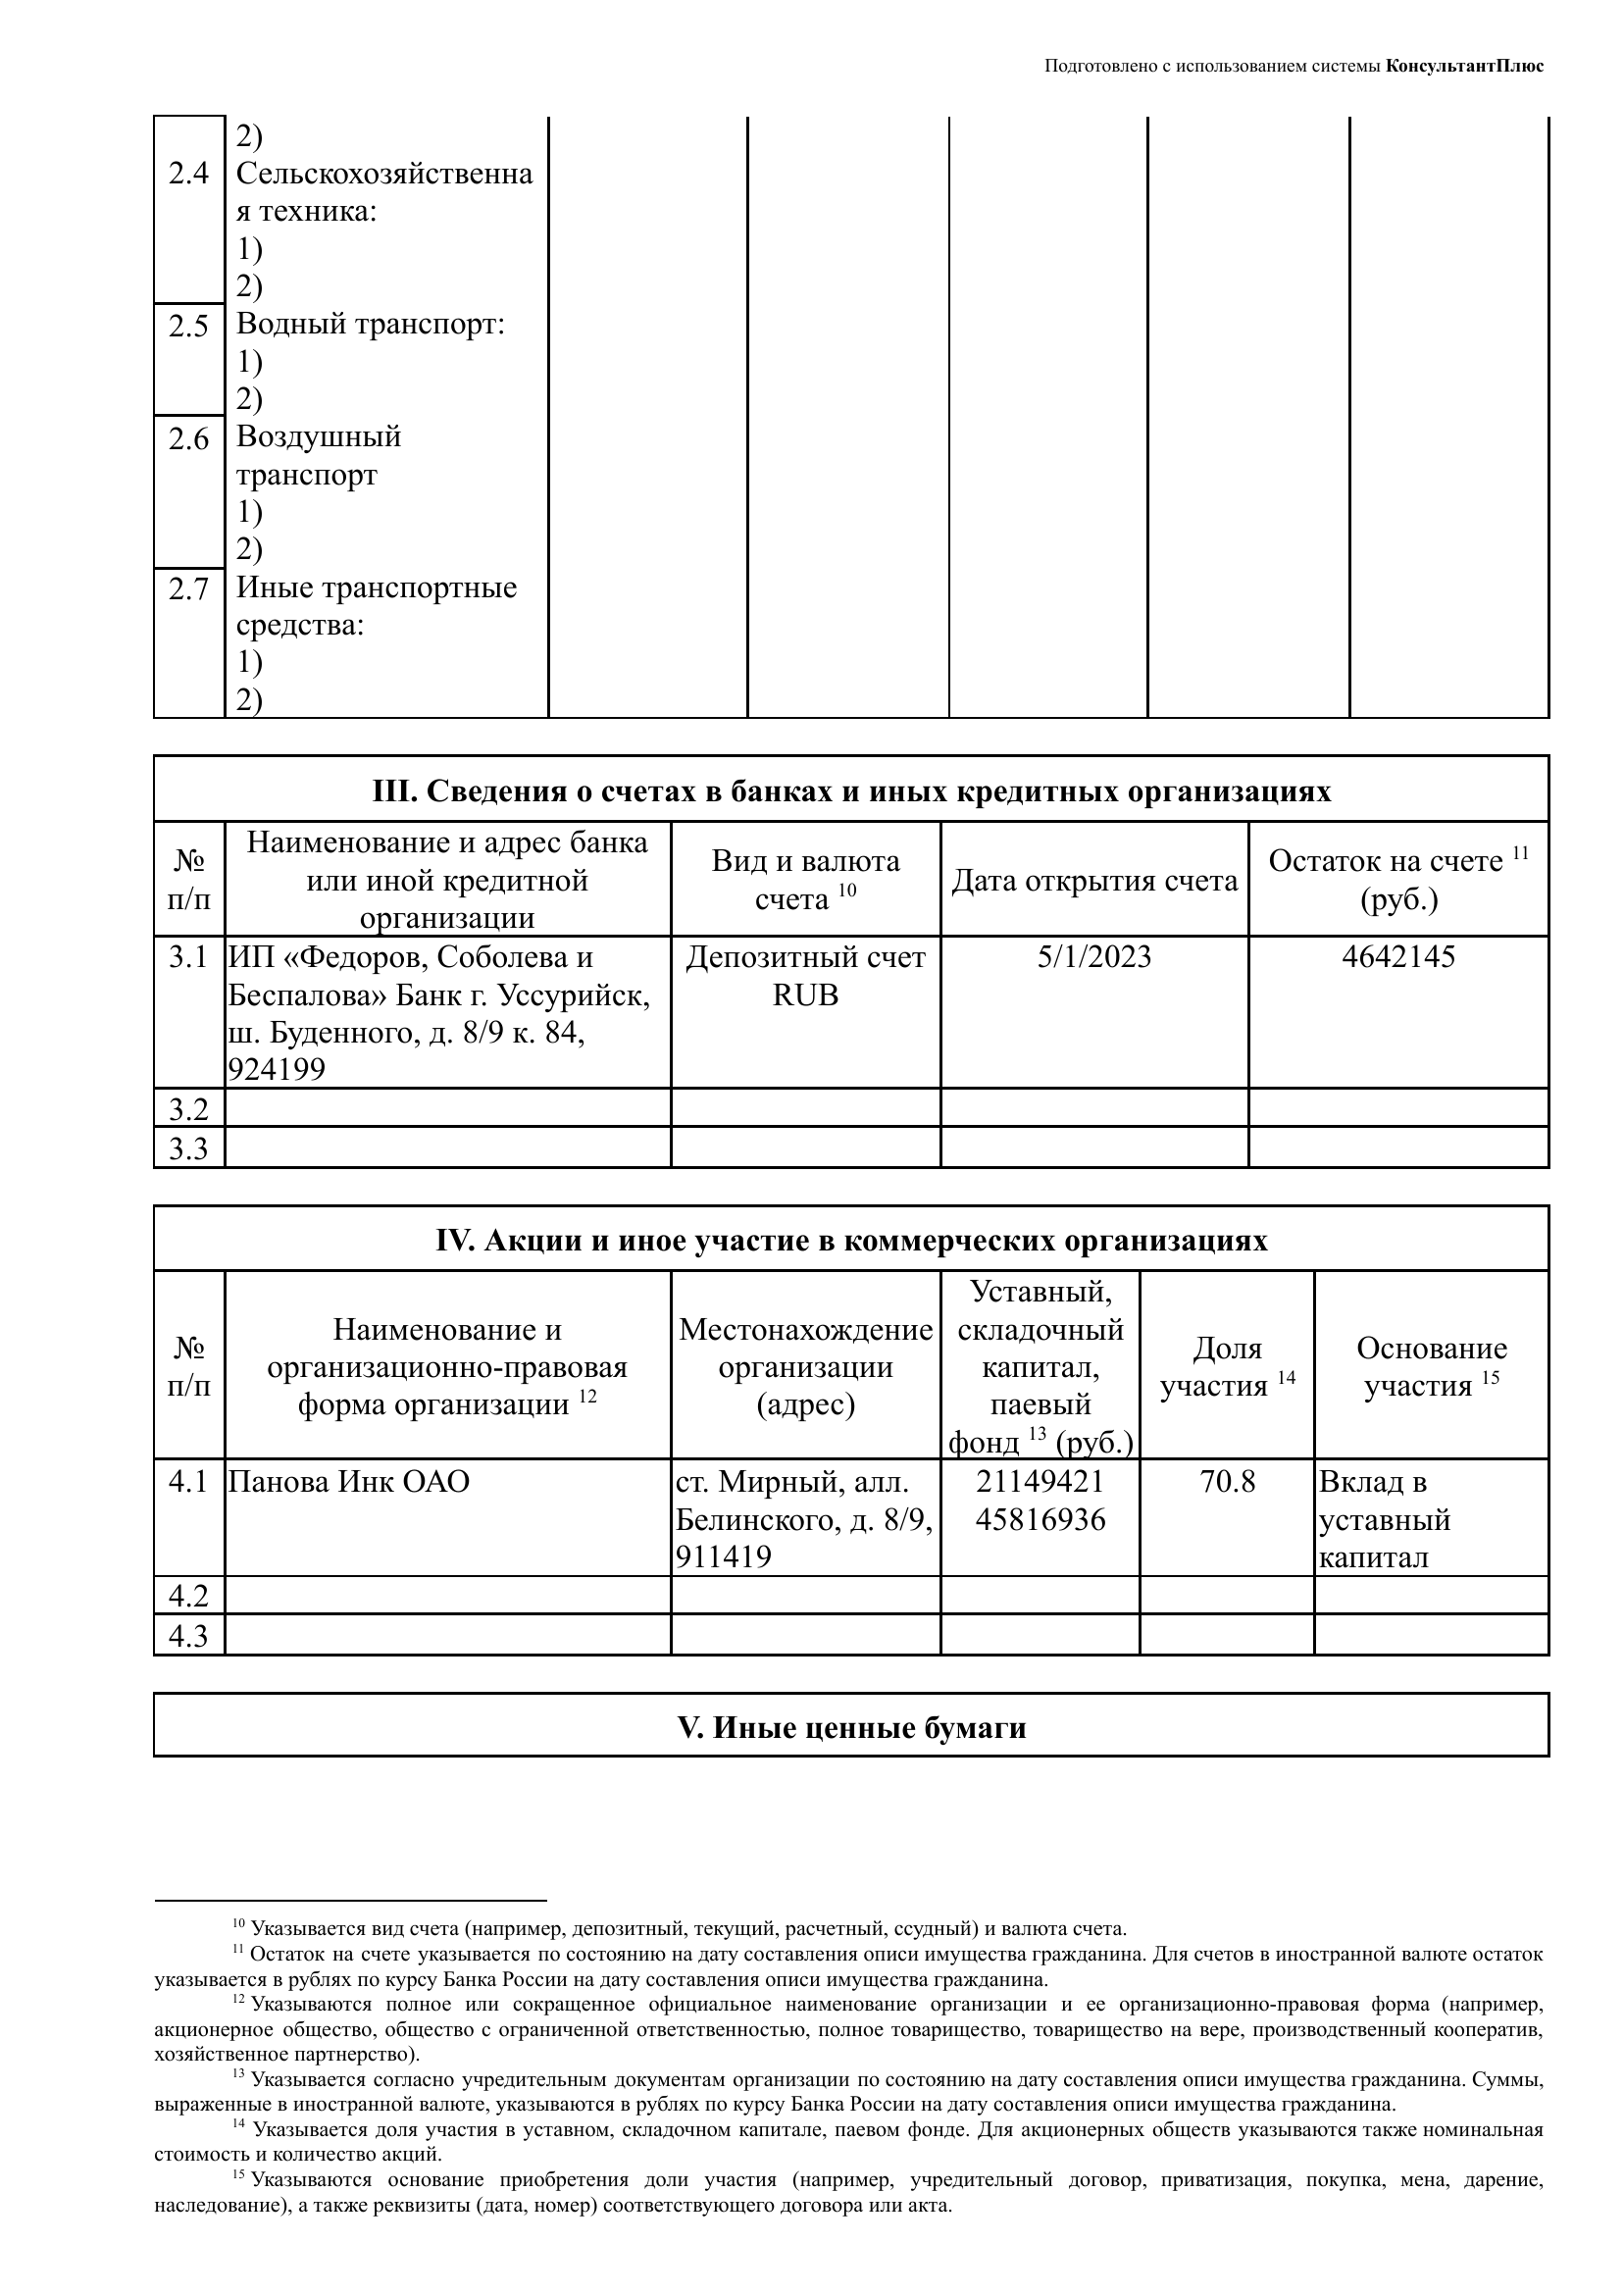 Подготовлено с использованием системы КонсультантПлюс
2)
2.4 Сельскохозяйственна
я техника:
1)
2)
2.5 Водный транспорт:
1)
2)
2.6 Воздушный
транспорт
1)
2)
2.7 Иные транспортные
средства:
1)
2)
III. Сведения о счетах в банках и иных кредитных организациях
№
п/п
Наименование и адрес банка
или иной кредитной
организации
Вид и валюта
счета 10
Дата открытия счета
Остаток на счете 11
(руб.)
3.1
ИП «Федоров, Соболева и
Беспалова» Банк г. Уссурийск,
ш. Буденного, д. 8/9 к. 84,
924199
Депозитный счет
RUB
5/1/2023
4642145
3.2
3.3
IV. Акции и иное участие в коммерческих организациях
№
п/п
Наименование и
организационно-правовая
форма организации 12
Местонахождение
организации
(адрес)
Уставный,
складочный
капитал,
паевый
фонд 13 (руб.)
Доля
участия 14
Основание
участия 15
4.1
Панова Инк ОАО
ст. Мирный, алл.
Белинского, д. 8/9,
911419
21149421
45816936
70.8
Вклад в
уставный
капитал
4.2
4.3
V. Иные ценные бумаги
10 Указывается вид счета (например, депозитный, текущий, расчетный, ссудный) и валюта счета.
11 Остаток на счете указывается по состоянию на дату составления описи имущества гражданина. Для счетов в иностранной валюте остаток
указывается в рублях по курсу Банка России на дату составления описи имущества гражданина.
12 Указываются полное или сокращенное официальное наименование организации и ее организационно-правовая форма (например,
акционерное общество, общество с ограниченной ответственностью, полное товарищество, товарищество на вере, производственный кооператив,
хозяйственное партнерство).
13 Указывается согласно учредительным документам организации по состоянию на дату составления описи имущества гражданина. Суммы,
выраженные в иностранной валюте, указываются в рублях по курсу Банка России на дату составления описи имущества гражданина.
14 Указывается доля участия в уставном, складочном капитале, паевом фонде. Для акционерных обществ указываются также номинальная
стоимость и количество акций.
15 Указываются основание приобретения доли участия (например, учредительный договор, приватизация, покупка, мена, дарение,
наследование), а также реквизиты (дата, номер) соответствующего договора или акта.